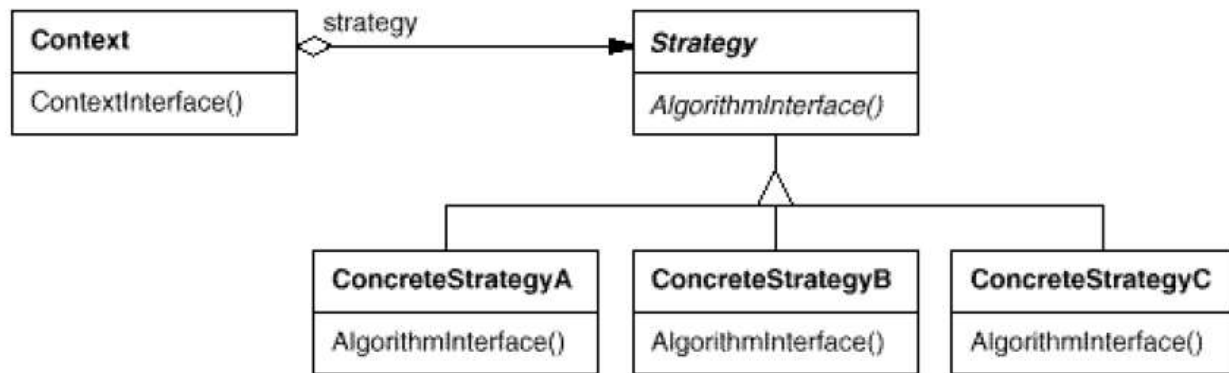 Context
ContextInterface()
strategy
Strategy
AlgorithmInterface()
ConcreteStrategyA
AlgorithmInterface()
ConcreteStrategyB
AlgorithmInterface()
ConcreteStrategyC
AlgorithmInterface()